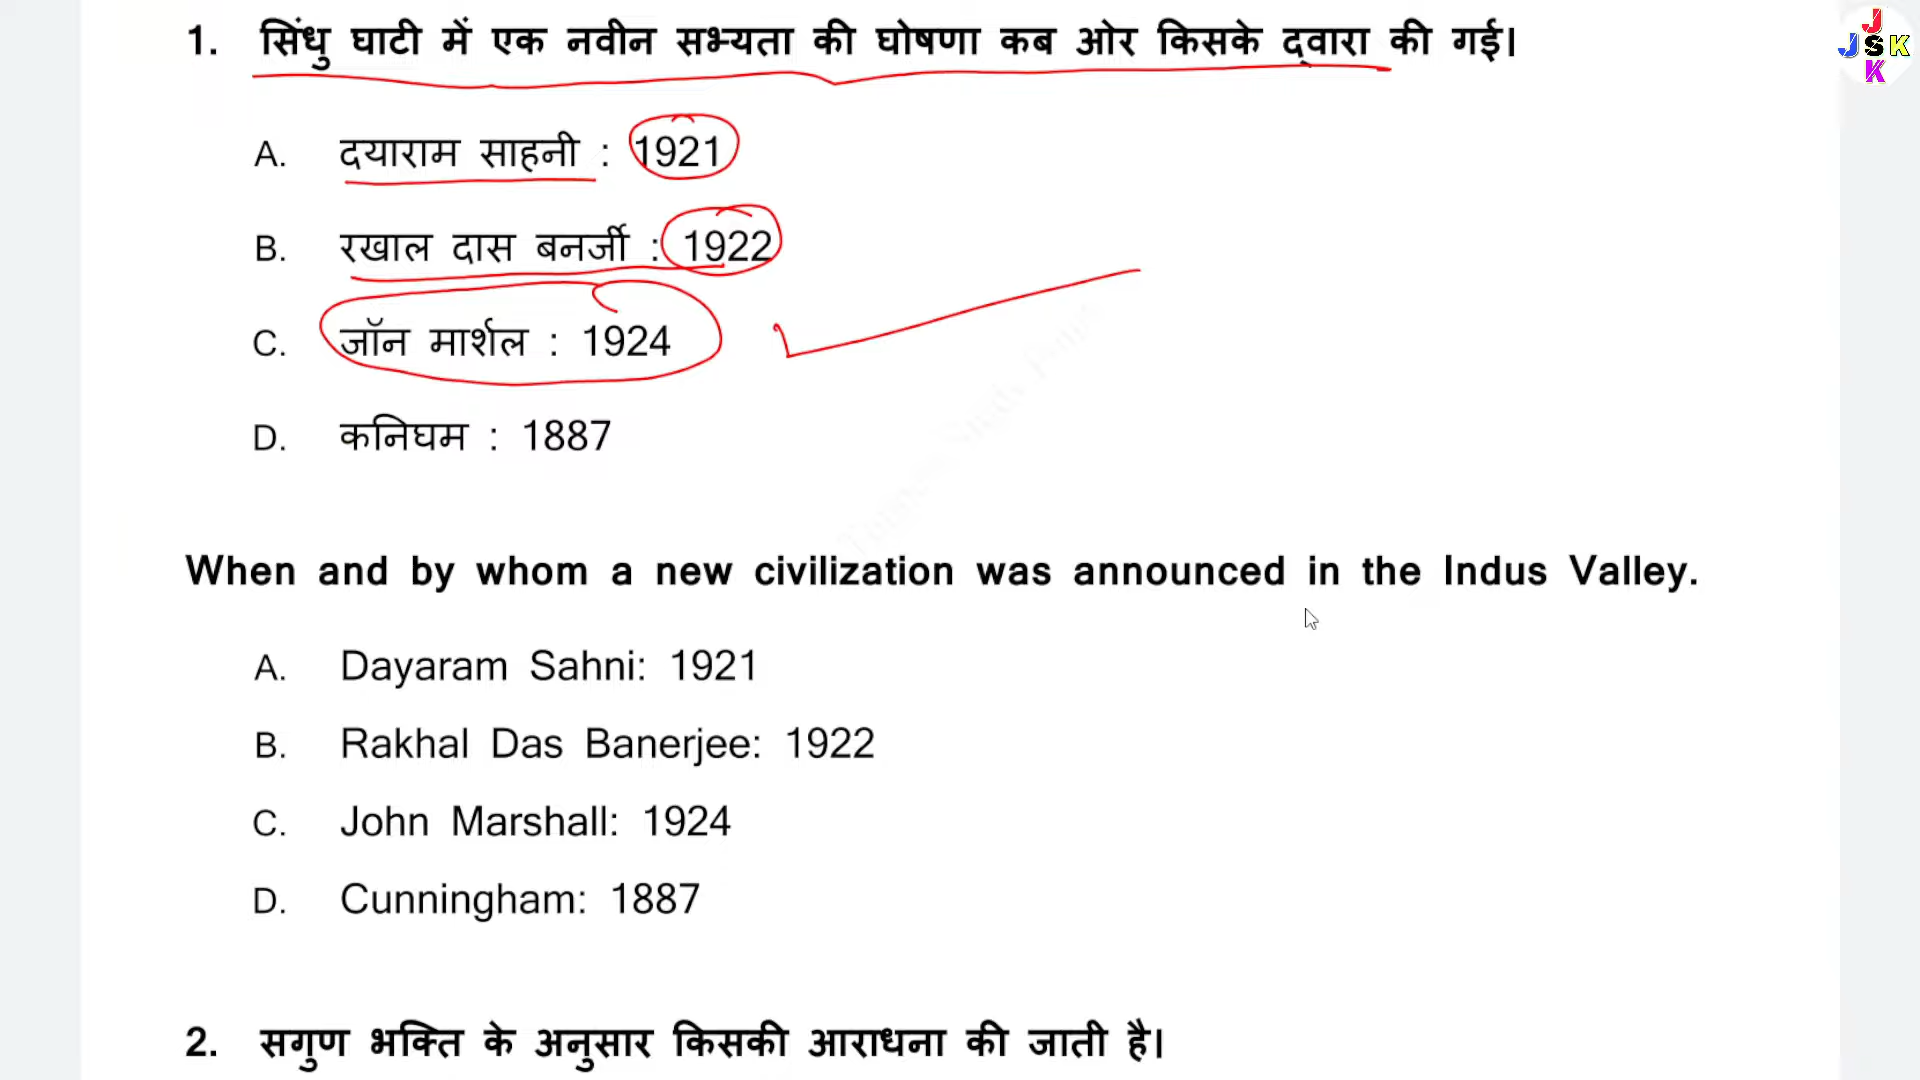 J
JSK
K
1. सिंधु घाटी में एक नवीन सभ्यता की घोषणा कब ओर किसके द्वारा की गई।
A. दयाराम साहनी : 1921
B. रखाल दास बनर्जी : 1922
C. जॉन मार्शल : 1924
D. कनिघम : 1887
When and by whom a new civilization was announced in the Indus Valley.
A. Dayaram Sahni: 1921
B. Rakhal Das Banerjee: 1922
C. John Marshall: 1924
D. Cunningham: 1887
2. सगुण भक्ति के अनुसार किसकी आराधना की जाती है।